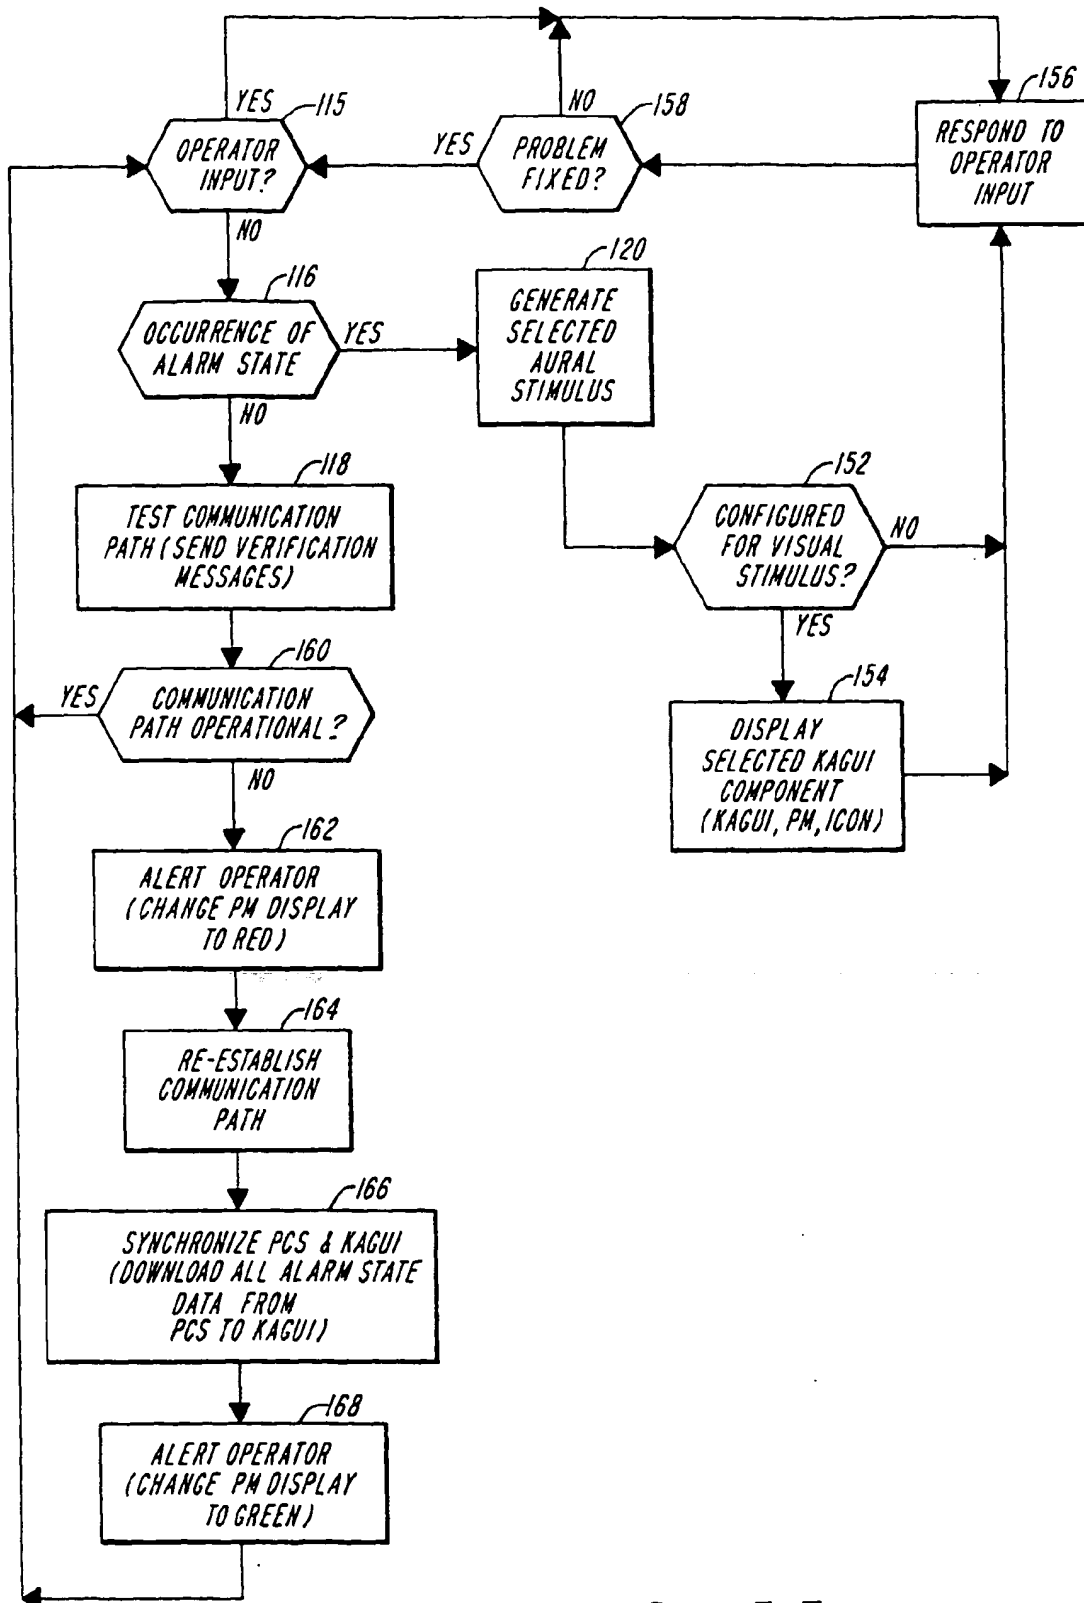 YES
115
OPERATOR
INPUT?
NO
YES
NO
158
PROBLEM
FIXED?
156
RESPOND TO
OPERATOR
INPUT
116
OCCURRENCE OF
ALARM STATE
YES
NO
120
GENERATE
SELECTED
AURAL
STIMULUS
118
TEST COMMUNICATION
PATH (SEND VERIFICATION
MESSAGES)
152
CONFIGURED
FOR VISUAL
STIMULUS?
NO
YES
160
YES
COMMUNICATION
PATH OPERATIONAL?
NO
154
DISPLAY
SELECTED KAGUI
COMPONENT
(KAGUI, PM, ICON)
162
ALERT OPERATOR
(CHANGE PM DISPLAY
TO RED)
164
RE-ESTABLISH
COMMUNICATION
PATH
166
SYNCHRONIZE PCS & KAGUI
(DOWNLOAD ALL ALARM STATE
DATA FROM
PCS TO KAGUI)
168
ALERT OPERATOR
(CHANGE PM DISPLAY
TO GREEN)